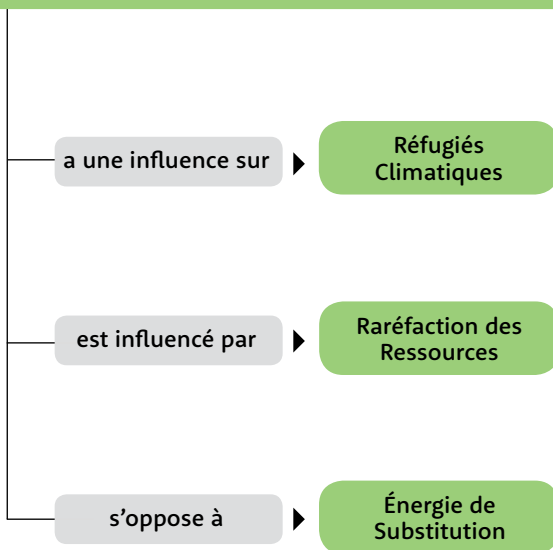 a une influence sur
Réfugiés
Climatiques
est influencé par
Raréfaction des
Ressources
s'oppose à
Énergie de
Substitution